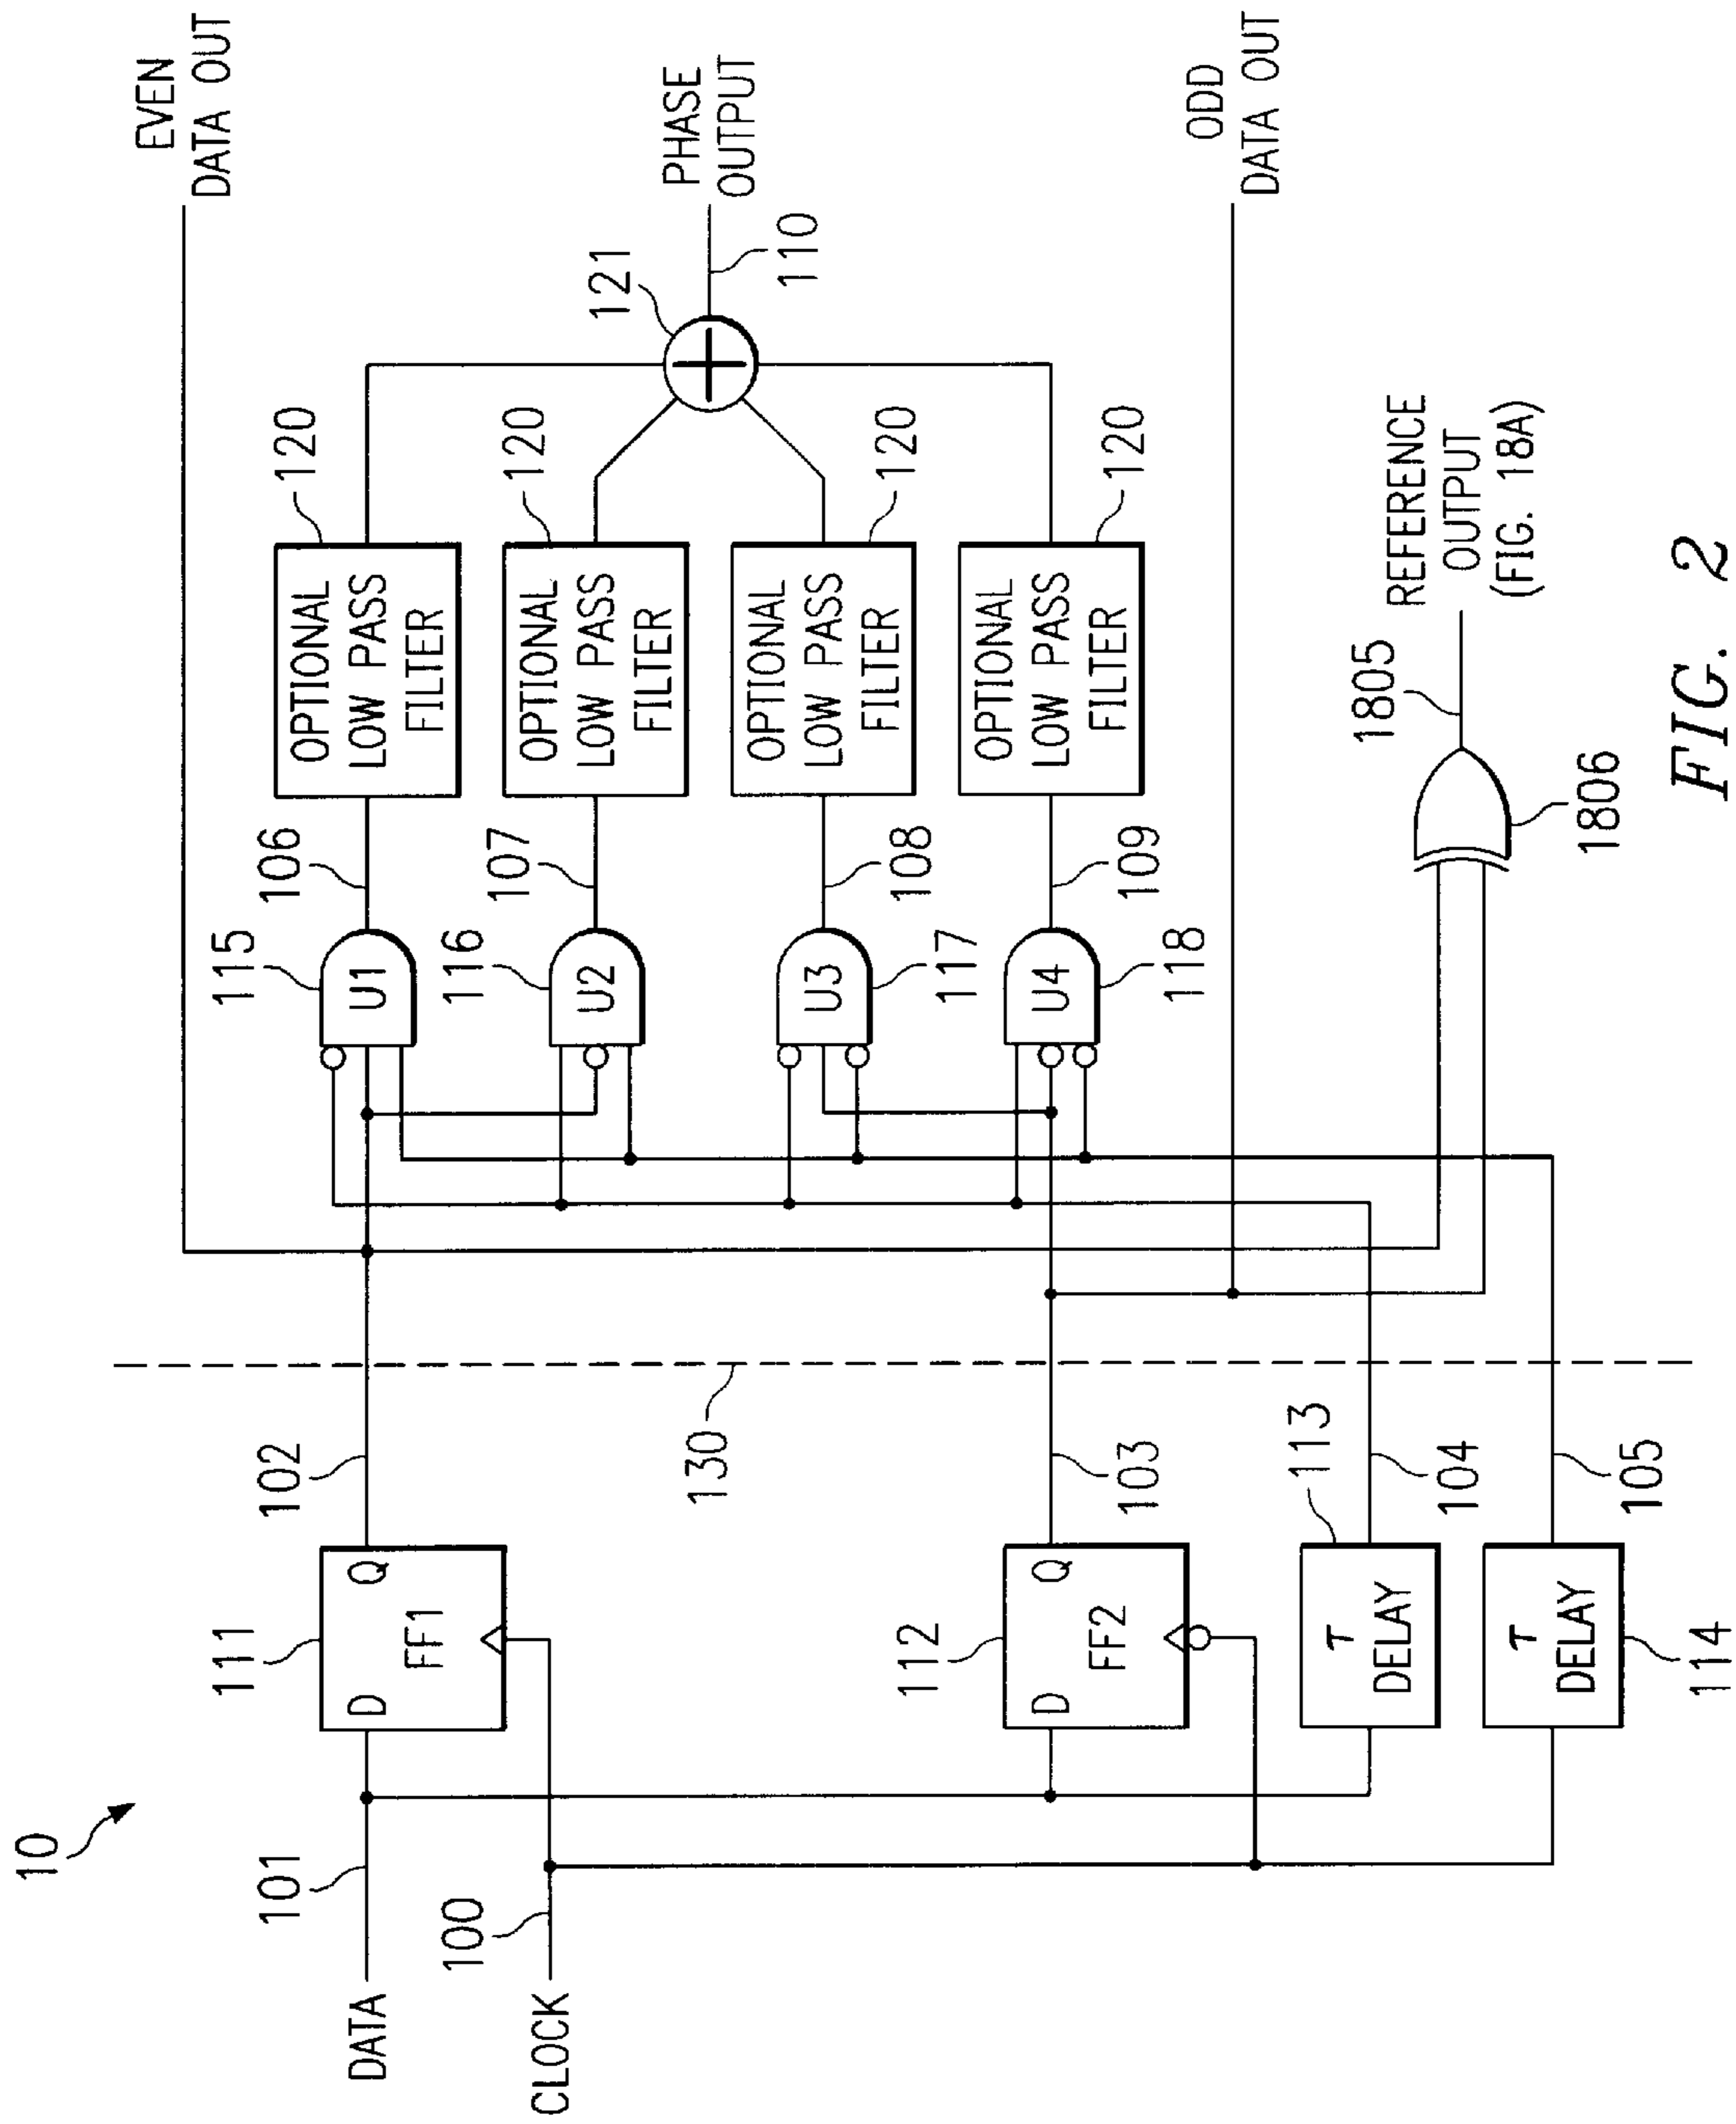 10
DATA
101
CLOCK
100
111
D
Q
FF1
102
112
D
Q
FF2
103
113
τ
DELAY
104
τ
DELAY
114
105
130
115
U1
106
116
U2
107
U3
117
108
U4
118
109
OPTIONAL
LOW PASS
FILTER
120
OPTIONAL
LOW PASS
FILTER
120
OPTIONAL
LOW PASS
FILTER
120
OPTIONAL
LOW PASS
FILTER
120
121
110
EVEN
DATA OUT
PHASE
OUTPUT
ODD
DATA OUT
1805
1806
REFERENCE
OUTPUT
(FIG. 18A)
FIG. 2